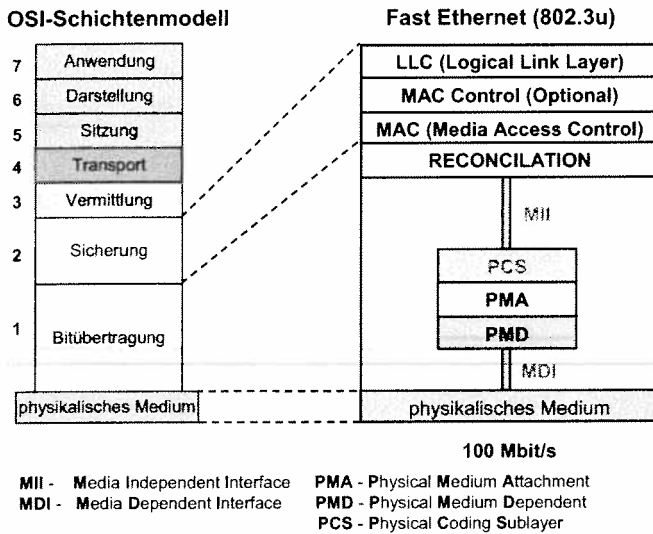 OSI-Schichtenmodell
7 Anwendung
6 Darstellung
5 Sitzung
4 Transport
3 Vermittlung
2 Sicherung
1 Bitübertragung
physikalisches Medium
Fast Ethernet (802.3u)
LLC (Logical Link Layer)
MAC Control (Optional)
MAC (Media Access Control)
RECONCILATION
MII
PCS
PMA
PMD
MDI
physikalisches Medium
100 Mbit/s
MII - Media Independent Interface
MDI - Media Dependent Interface
PMA - Physical Medium Attachment
PMD - Physical Medium Dependent
PCS - Physical Coding Sublayer